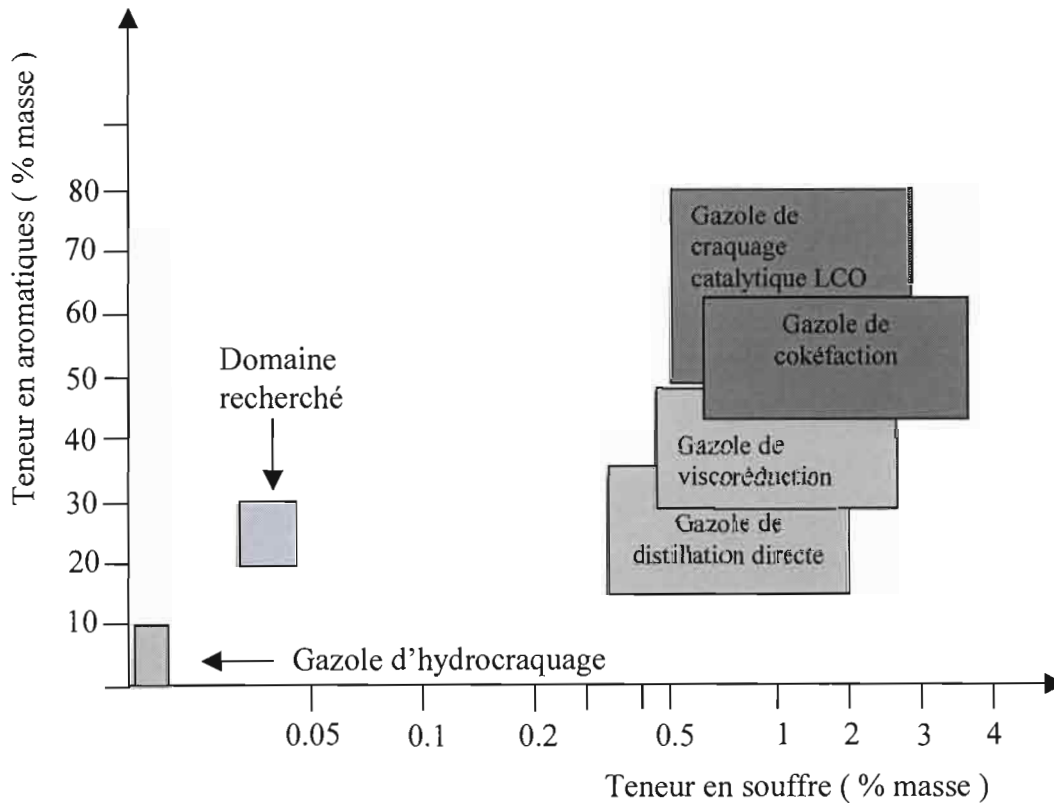 Teneur en aromatiques ( % masse )
80
70
60
50
40
30
20
10
Gazole de
craquage
catalytique LCO
Gazole de
cokéfaction
Domaine
recherché
Gazole de
viscoréduction
Gazole de
distillation directe
Gazole d’hydrocraquage
0.05 0.1 0.2 0.5 1 2 3 4
Teneur en souffre ( % masse )